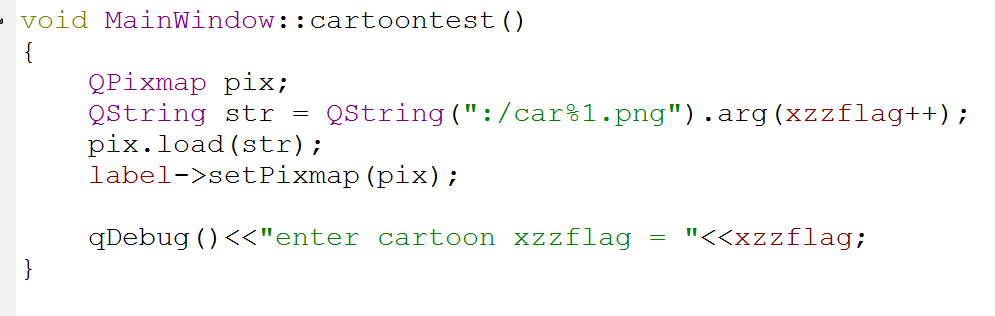 void MainWindow::cartoontest()
{
    QPixmap pix;
    QString str = QString(":/car%1.png").arg(xzzflag++);
    pix.load(str);
    label->setPixmap(pix);

    qDebug()<<"enter cartoon xzzflag = "<<xzzflag;
}